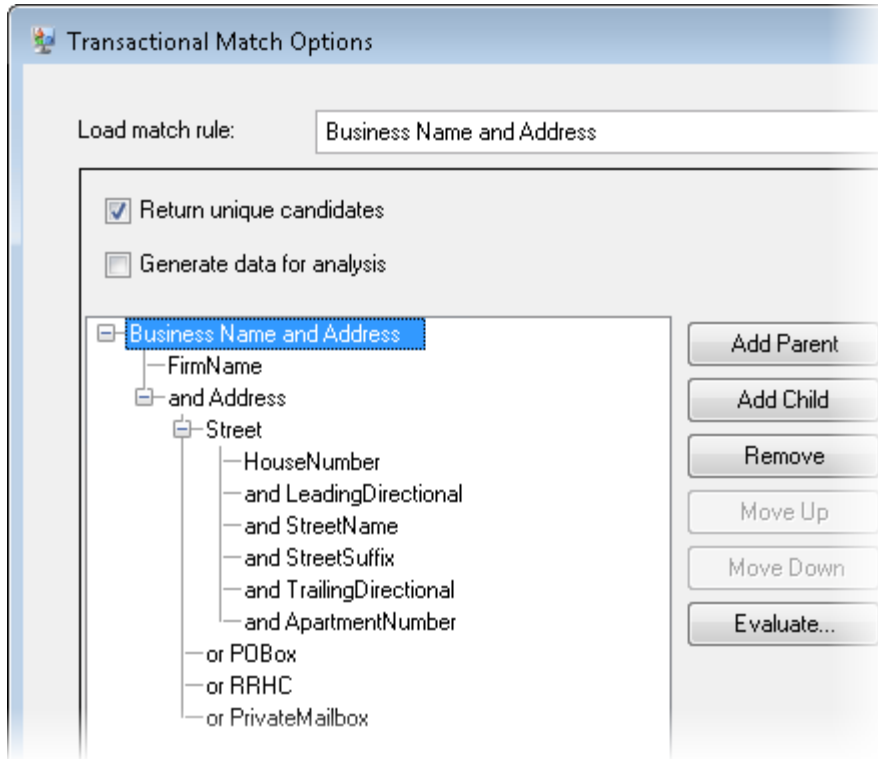 Transactional Match Options
Load match rule:
Business Name and Address
Return unique candidates
Generate data for analysis
Business Name and Address
FirmName
and Address
Street
HouseNumber
and LeadingDirectional
and StreetName
and StreetSuffix
and TrailingDirectional
and ApartmentNumber
or POBox
or RRHC
or PrivateMailbox
Add Parent
Add Child
Remove
Move Up
Move Down
Evaluate...